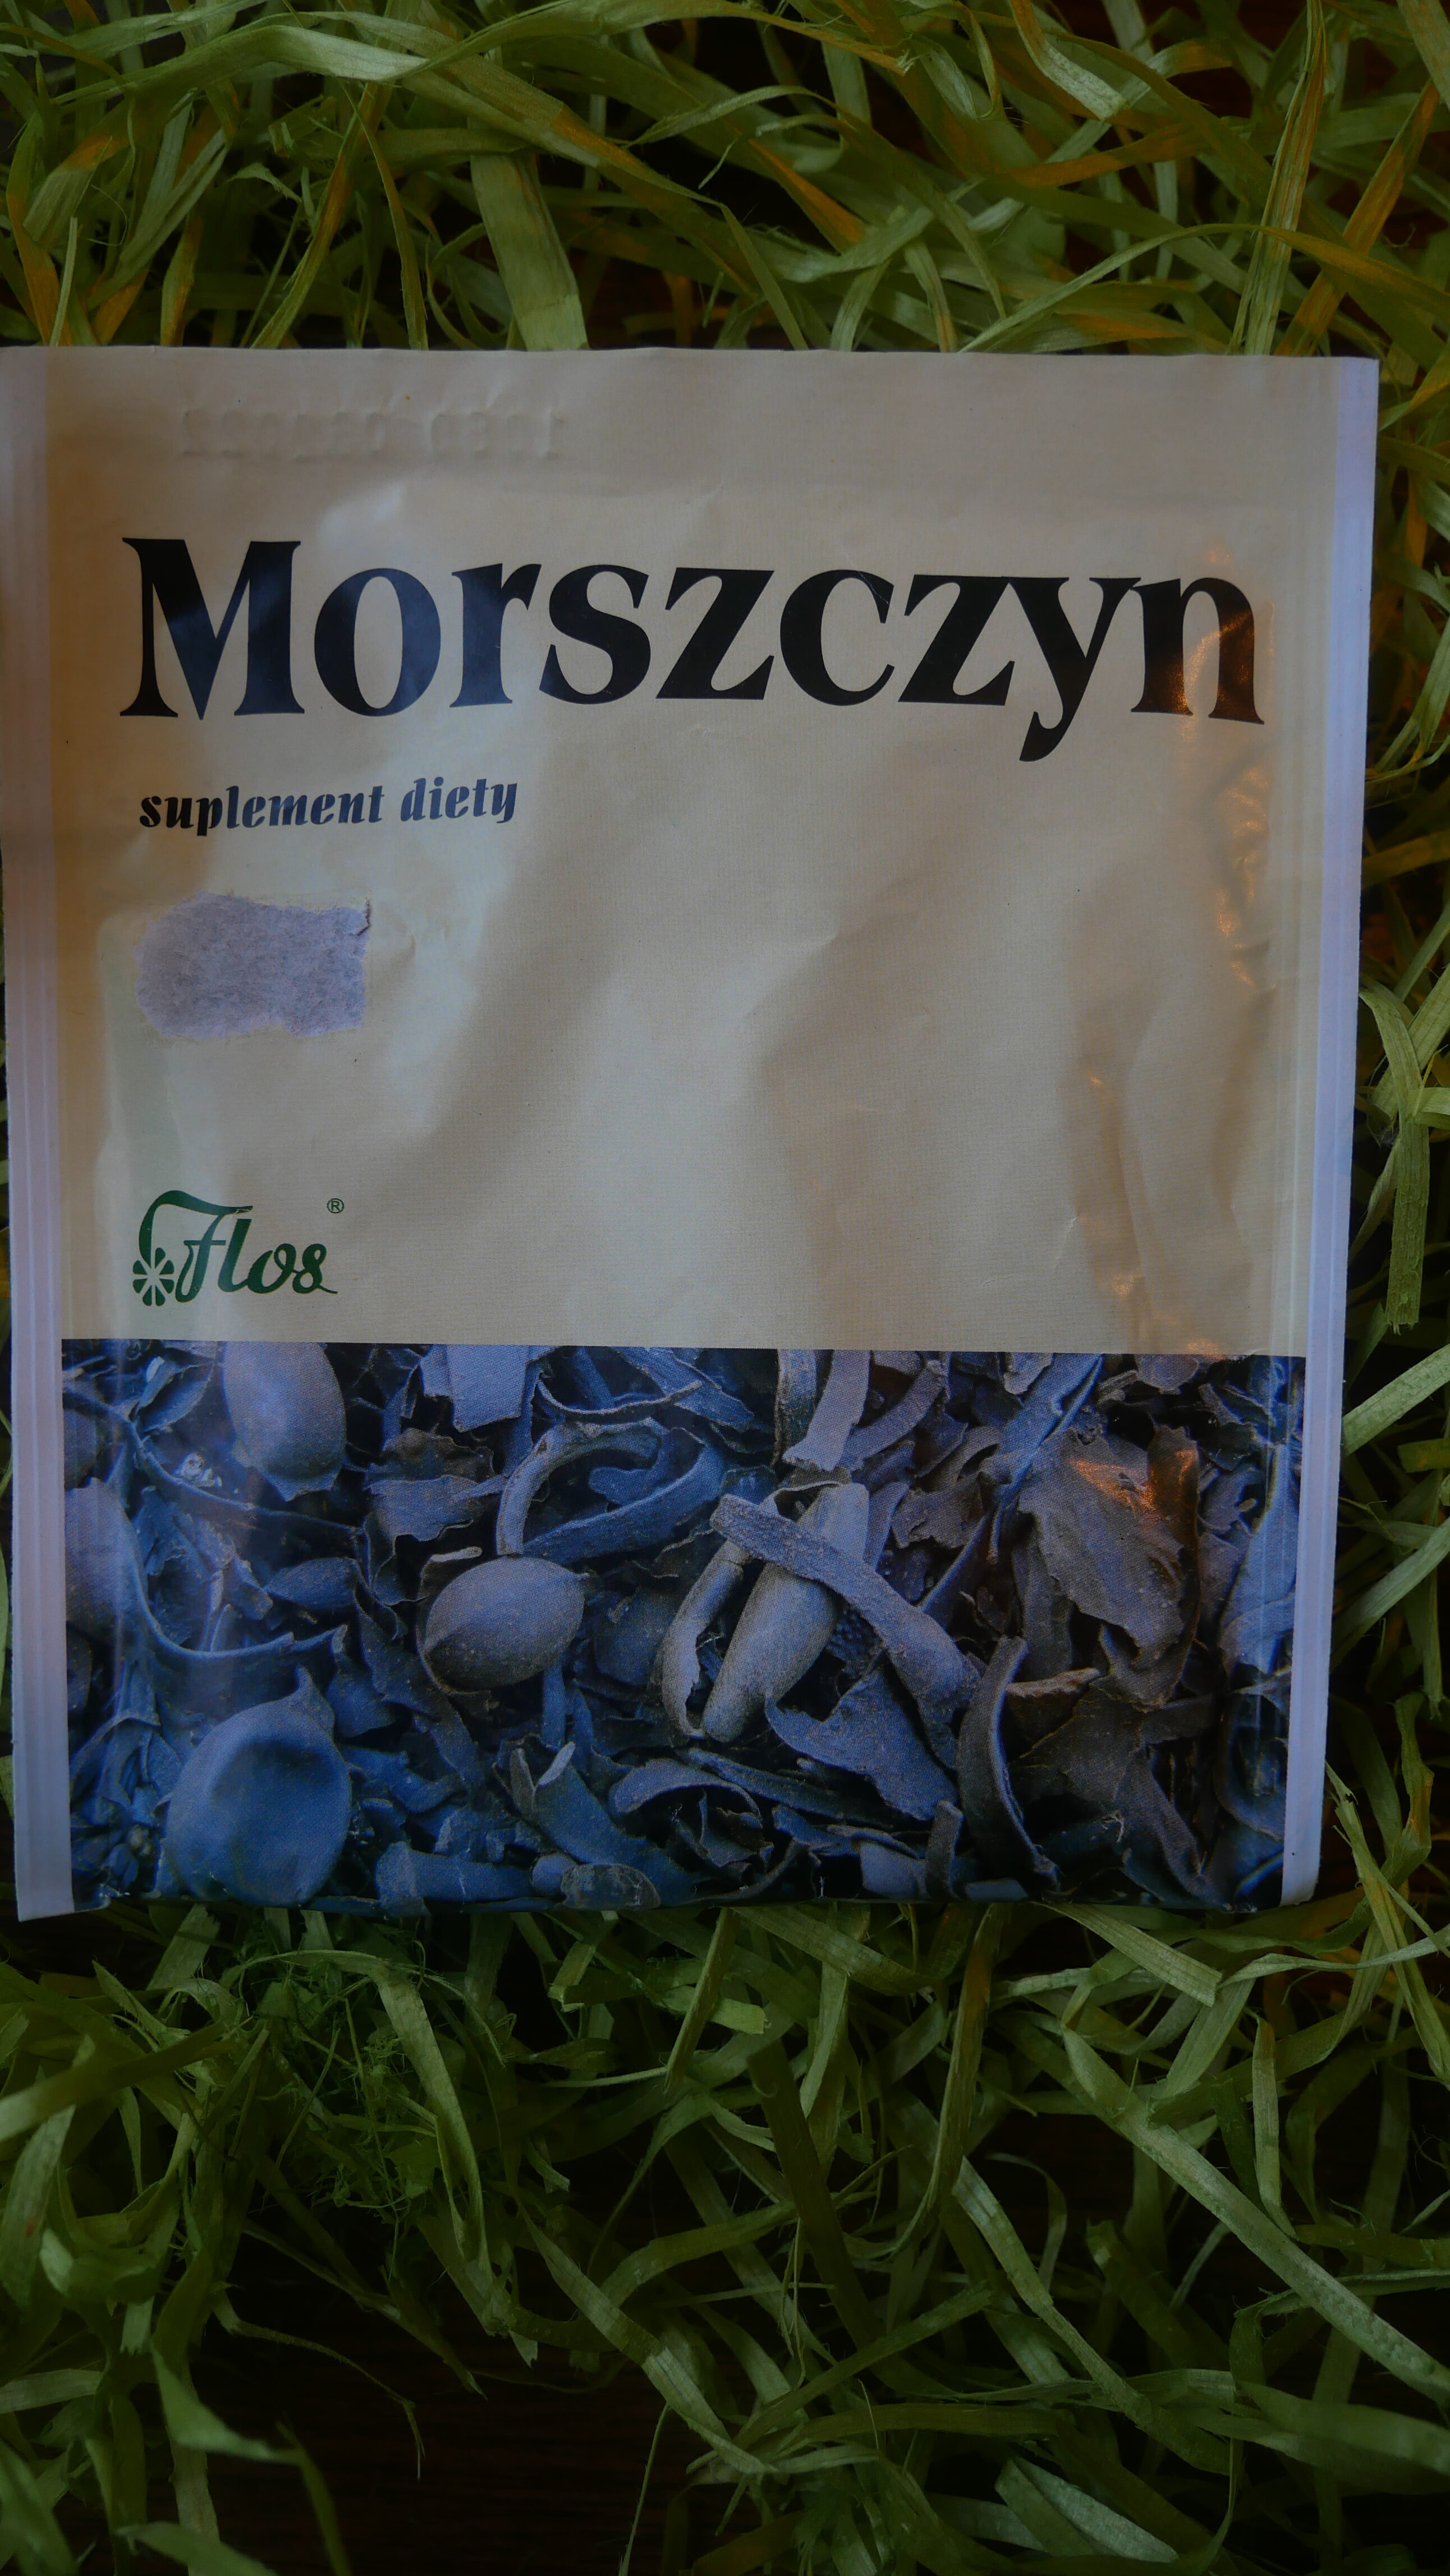 Morszczyn
suplement diety
Flos®